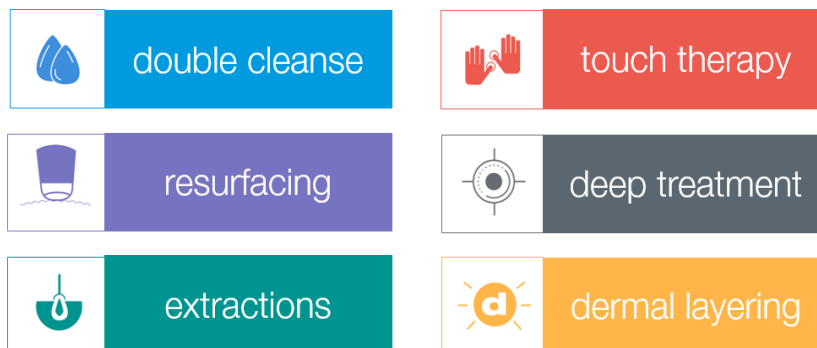 double cleanse
touch therapy
resurfacing
deep treatment
extractions
d
dermal layering